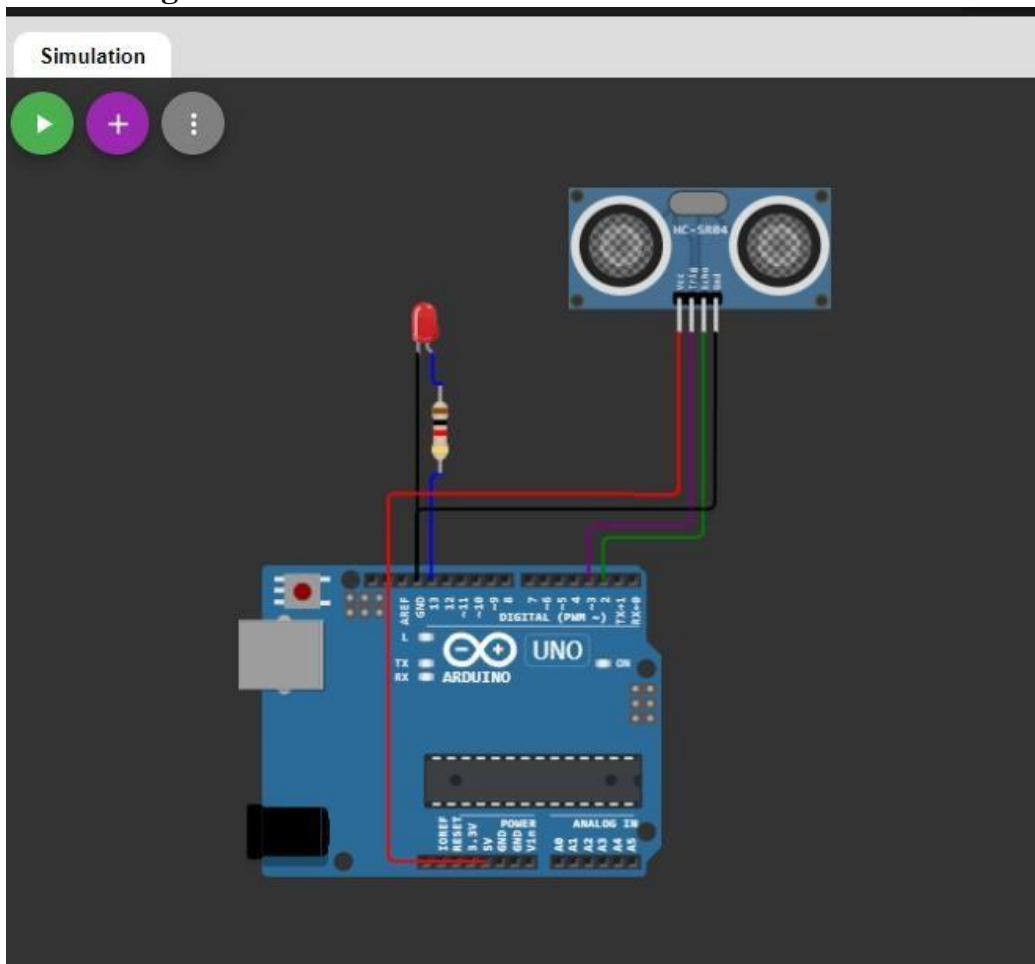 Simulation
HC-SR04
Vcc
Trig
Echo
Gnd
AREF
GND
13
12
~11
~10
~9
8
7
~6
~5
4
~3
2
TX→1
RX←0
DIGITAL (PWM ~)
L
TX
RX
ARDUINO
UNO
ON
IOREF
RESET
3.3V
5V
GND
GND
Vin
POWER
ANALOG IN
A0
A1
A2
A3
A4
A5